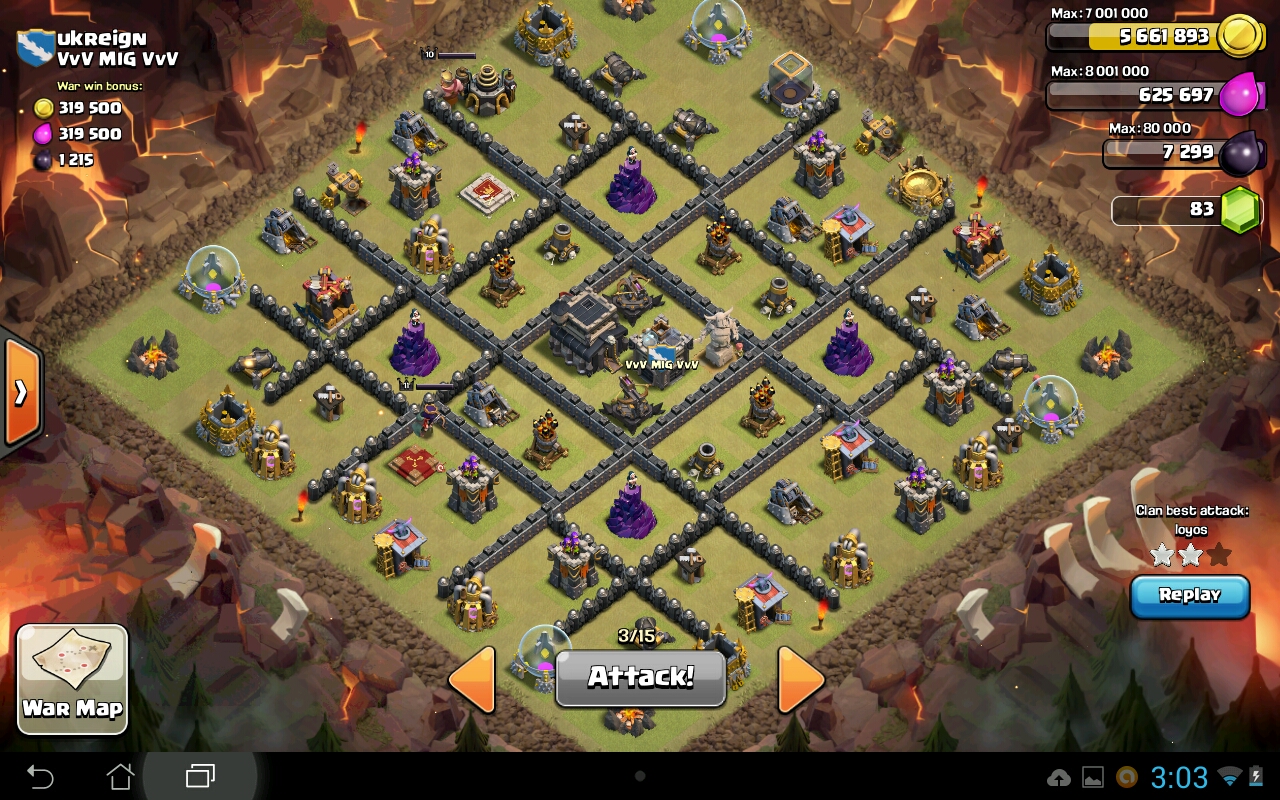 ukReign
VvV MIG VvV
War win bonus:
319 500
319 500
1 215
Max: 7 001 000
5 661 893
Max: 8 001 000
625 697
Max: 80 000
7 299
83
10
11
VvV MIG VvV
Clan best attack:
loyos
Replay
3/15
Attack!
War Map
3:03